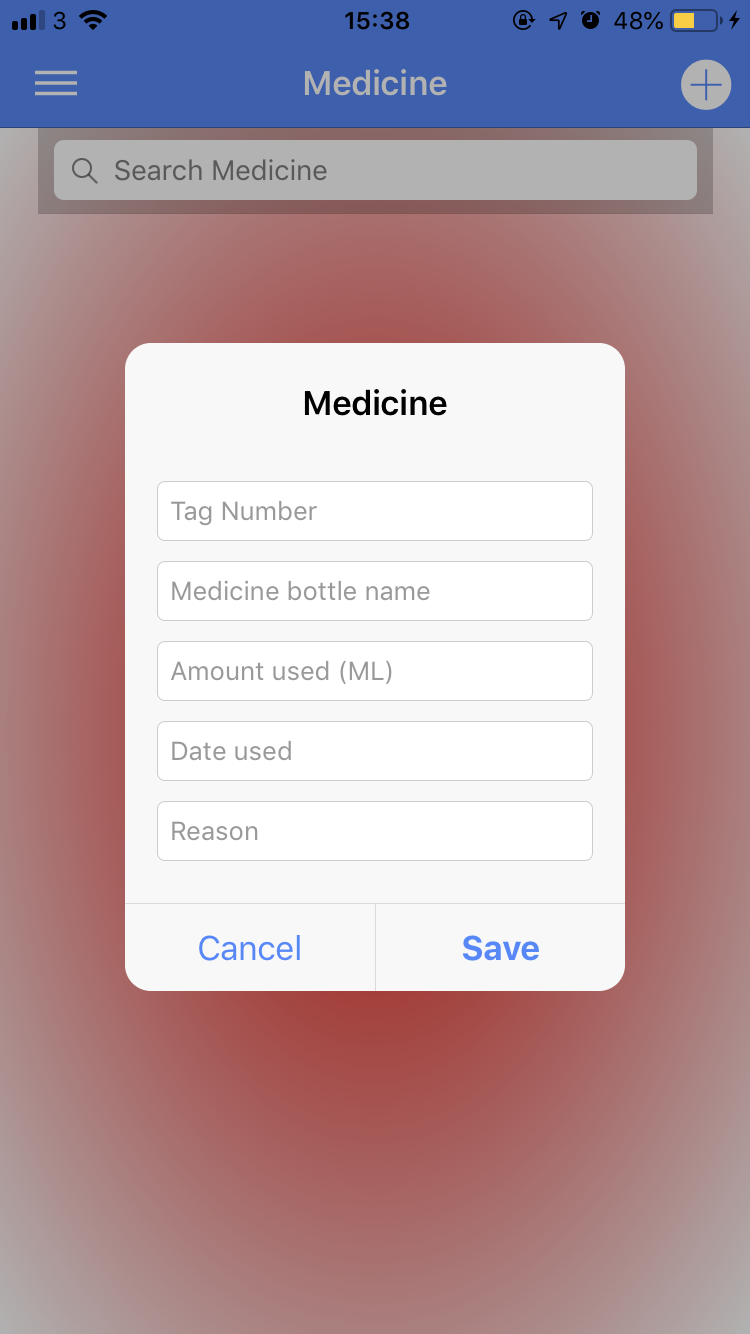 3 15:38 48%
Medicine
Search Medicine
Medicine
Tag Number
Medicine bottle name
Amount used (ML)
Date used
Reason
Cancel Save